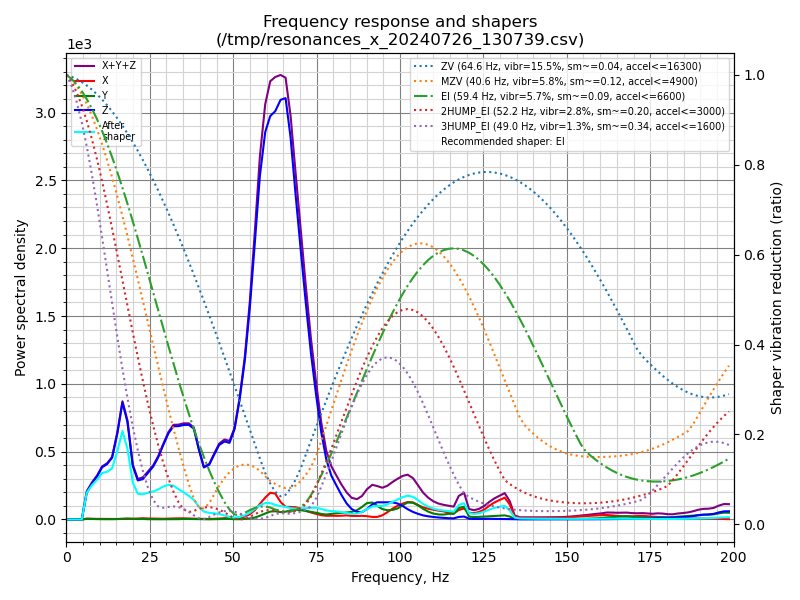 Frequency response and shapers
(/tmp/resonances_x_20240726_130739.csv)
1e3
X+Y+Z
X
Y
Z
After
shaper
ZV (64.6 Hz, vibr=15.5%, sm~=0.04, accel<=16300)
MZV (40.6 Hz, vibr=5.8%, sm~=0.12, accel<=4900)
EI (59.4 Hz, vibr=5.7%, sm~=0.09, accel<=6600)
2HUMP_EI (52.2 Hz, vibr=2.8%, sm~=0.20, accel<=3000)
3HUMP_EI (49.0 Hz, vibr=1.3%, sm~=0.34, accel<=1600)
Recommended shaper: EI
Power spectral density
3.0
2.5
2.0
1.5
1.0
0.5
0.0
1.0
0.8
0.6
0.4
0.2
0.0
Shaper vibration reduction (ratio)
0 25 50 75 100 125 150 175 200
Frequency, Hz